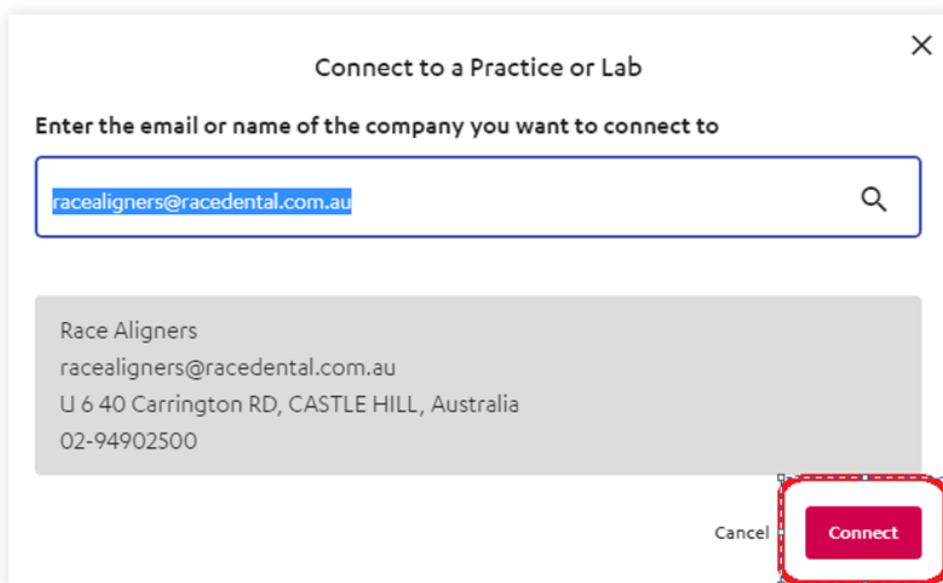 Connect to a Practice or Lab
Enter the email or name of the company you want to connect to
racealigners@racedental.com.au
Race Aligners
racealigners@racedental.com.au
U 6 40 Carrington RD, CASTLE HILL, Australia
02-94902500
Cancel Connect